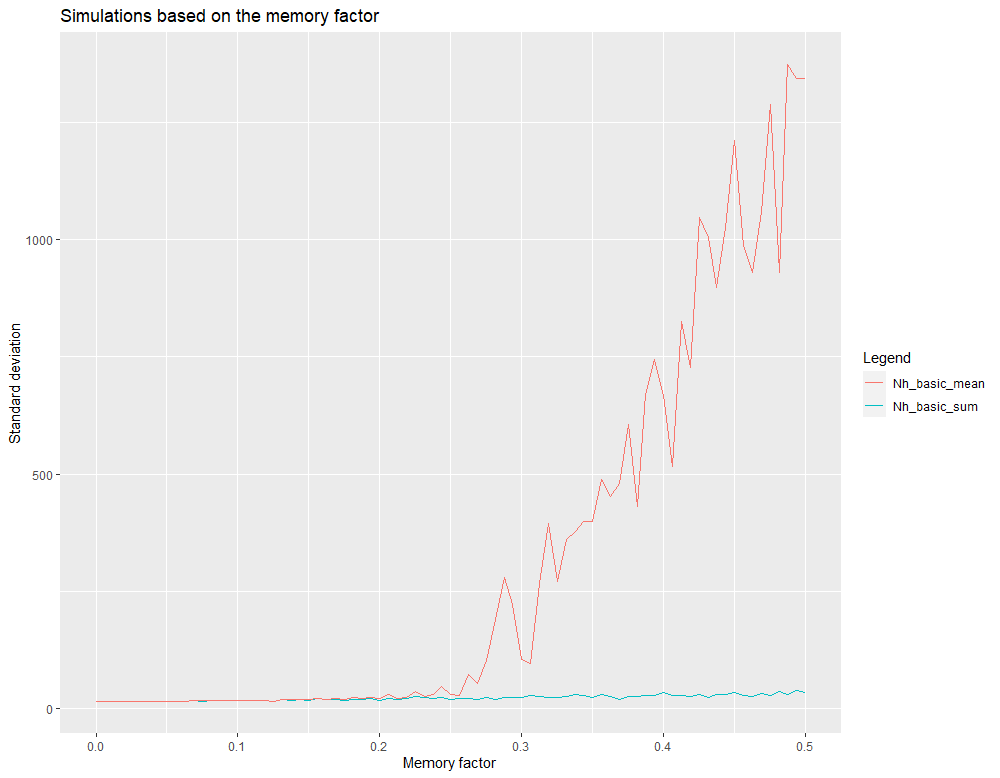 Simulations based on the memory factor
Standard deviation
1000
500
0
0.0
0.1
0.2
0.3
0.4
0.5
Memory factor
Legend
Nh_basic_mean
Nh_basic_sum